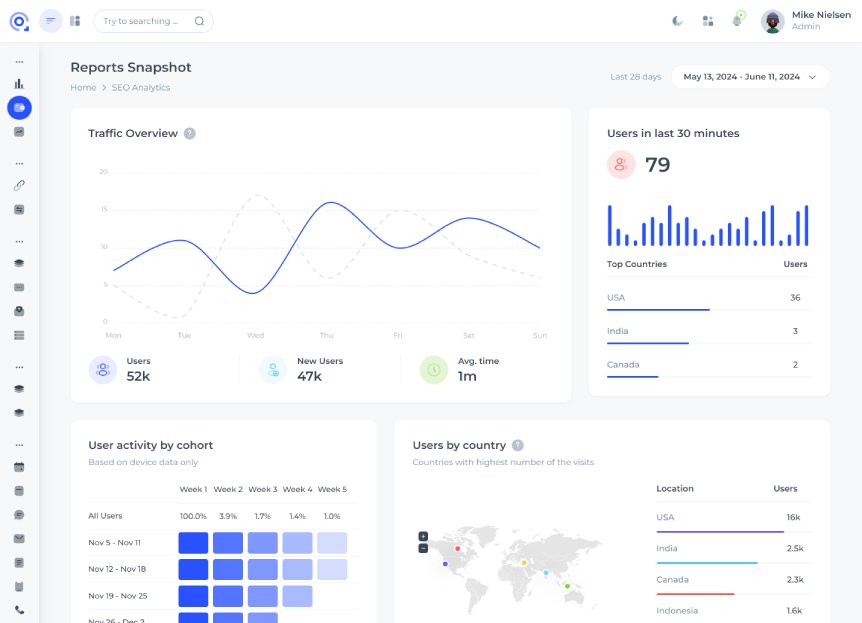 Try to searching ...
Mike Nielsen
Admin
Reports Snapshot
Home > SEO Analytics
Last 28 days
May 13, 2024 - June 11, 2024
Traffic Overview ?
20
15
10
5
0
Mon Tue Wed Thu Fri Sat Sun
Users
52k
New Users
47k
Avg. time
1m
Users in last 30 minutes
79
Top Countries Users
USA 36
India 3
Canada 2
User activity by cohort
Based on device data only
Week 1 Week 2 Week 3 Week 4 Week 5
All Users 100.0% 3.9% 1.7% 1.4% 1.0%
Nov 5 - Nov 11
Nov 12 - Nov 18
Nov 19 - Nov 25
Nov 26 - Dec 2
Users by country ?
Countries with highest number of the visits
+
−
Location Users
USA 16k
India 2.5k
Canada 2.3k
Indonesia 1.6k